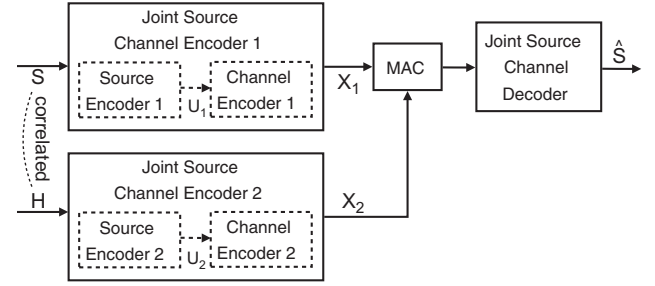 Joint Source
Channel Encoder 1
Source
Encoder 1
U1
Channel
Encoder 1
S
correlated
H
X1
MAC
Joint Source
Channel
Decoder
Ŝ
Joint Source
Channel Encoder 2
Source
Encoder 2
U2
Channel
Encoder 2
X2